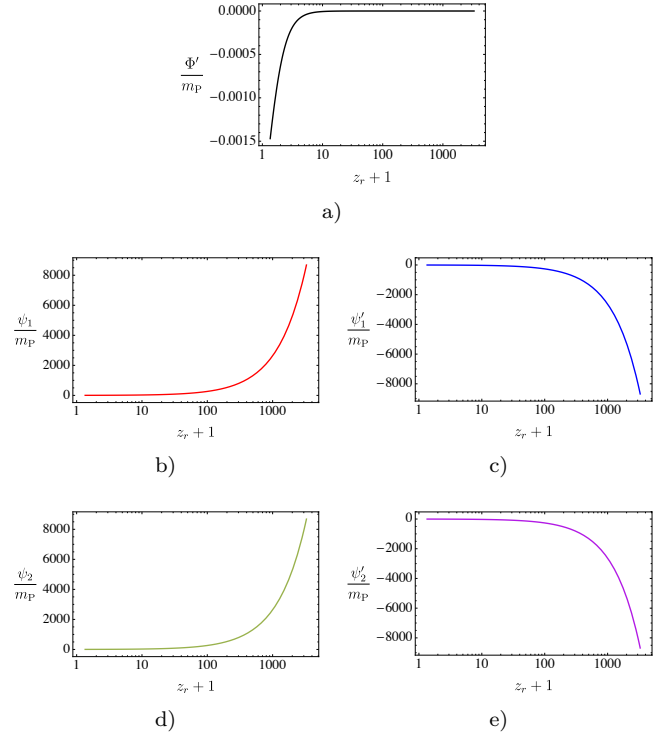 0.0000
−0.0005
−0.0010
−0.0015
Φ′
m_P
1 10 100 1000
z_r + 1
a)
8000
6000
4000
2000
0
ψ_1
m_P
1 10 100 1000
z_r + 1
b)
0
−2000
−4000
−6000
−8000
ψ′_1
m_P
1 10 100 1000
z_r + 1
c)
8000
6000
4000
2000
0
ψ_2
m_P
1 10 100 1000
z_r + 1
d)
0
−2000
−4000
−6000
−8000
ψ′_2
m_P
1 10 100 1000
z_r + 1
e)